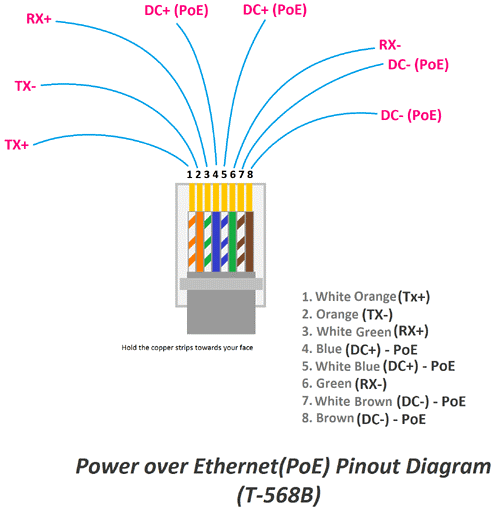 RX+
DC+ (PoE)
DC+ (PoE)
RX-
DC- (PoE)
TX-
DC- (PoE)
TX+
1 2 3 4 5 6 7 8
1. White Orange (Tx+)
2. Orange (TX-)
3. White Green (RX+)
4. Blue (DC+) - PoE
5. White Blue (DC+) - PoE
6. Green (RX-)
7. White Brown (DC-) - PoE
8. Brown (DC-) - PoE
Hold the copper strips towards your face
Power over Ethernet(PoE) Pinout Diagram
(T-568B)